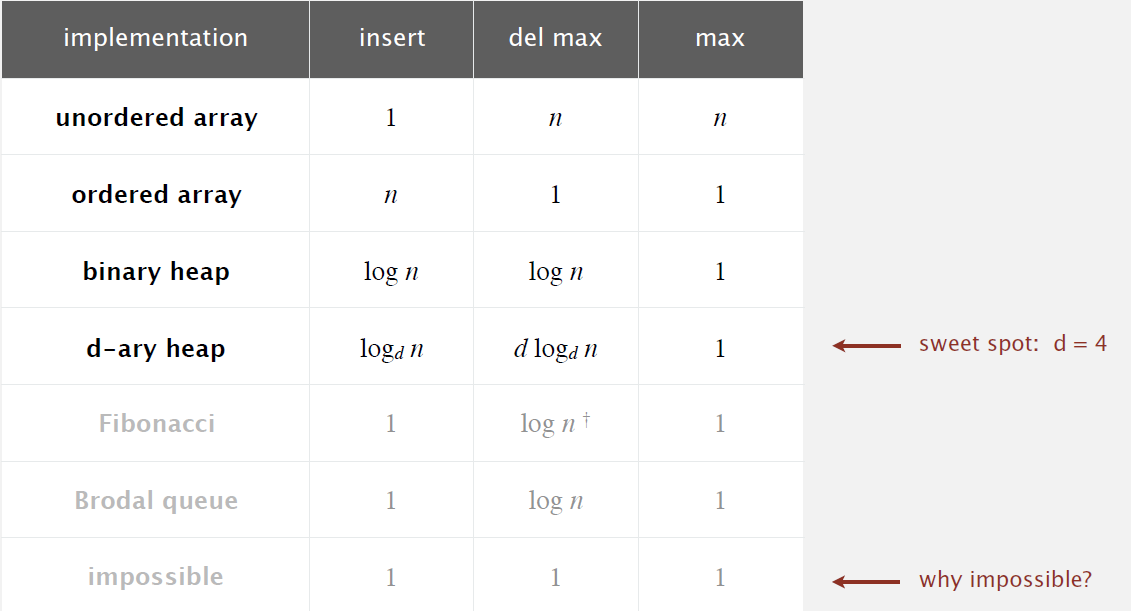 implementation insert del max max
unordered array 1 n n
ordered array n 1 1
binary heap log n log n 1
d-ary heap log_d n d log_d n 1
sweet spot: d = 4
Fibonacci 1 log n † 1
Brodal queue 1 log n 1
impossible 1 1 1
why impossible?